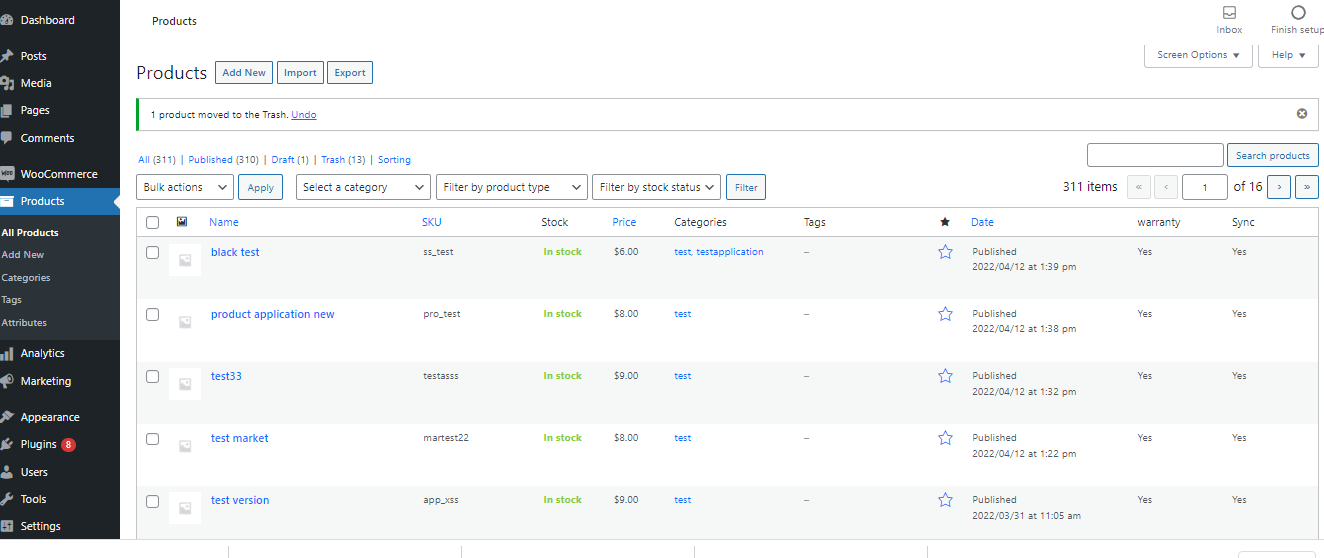 Dashboard
Posts
Media
Pages
Comments
WooCommerce
Products
All Products
Add New
Categories
Tags
Attributes
Analytics
Marketing
Appearance
Plugins 8
Users
Tools
Settings
Products
Inbox
Finish setup
Screen Options
Help
Products Add New Import Export
1 product moved to the Trash. Undo
All (311) | Published (310) | Draft (1) | Trash (13) | Sorting
Search products
Bulk actions Apply Select a category Filter by product type Filter by stock status Filter 311 items « ‹ 1 of 16 › »
Name SKU Stock Price Categories Tags Date warranty Sync
black test ss_test In stock $6.00 test, testapplication – Published Yes Yes
2022/04/12 at 1:39 pm
product application new pro_test In stock $8.00 test – Published Yes Yes
2022/04/12 at 1:38 pm
test33 testasss In stock $9.00 test – Published Yes Yes
2022/04/12 at 1:32 pm
test market martest22 In stock $8.00 test – Published Yes Yes
2022/04/12 at 1:22 pm
test version app_xss In stock $9.00 test – Published Yes Yes
2022/03/31 at 11:05 am